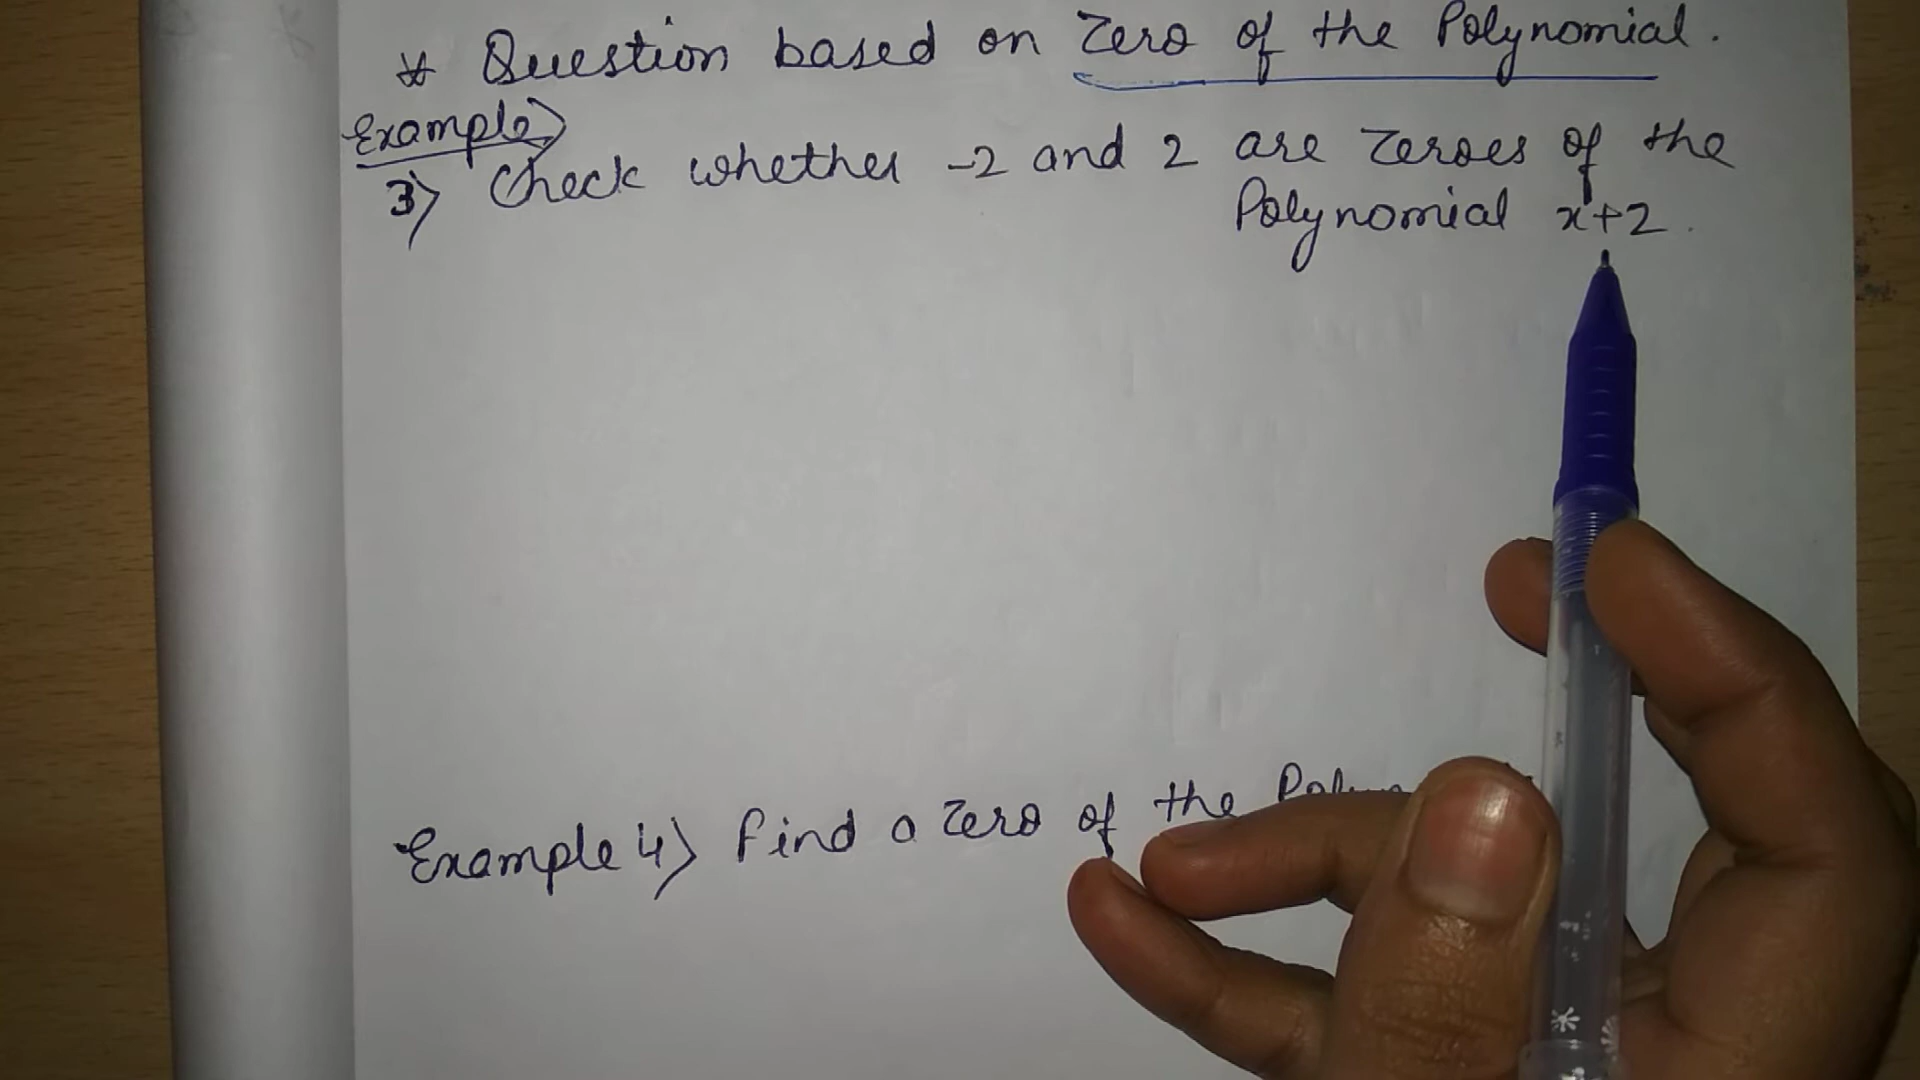 * Question based on Zero of the Polynomial.
Example
3) Check whether -2 and 2 are zeroes of the
Polynomial x+2.
Example 4) Find a zero of the